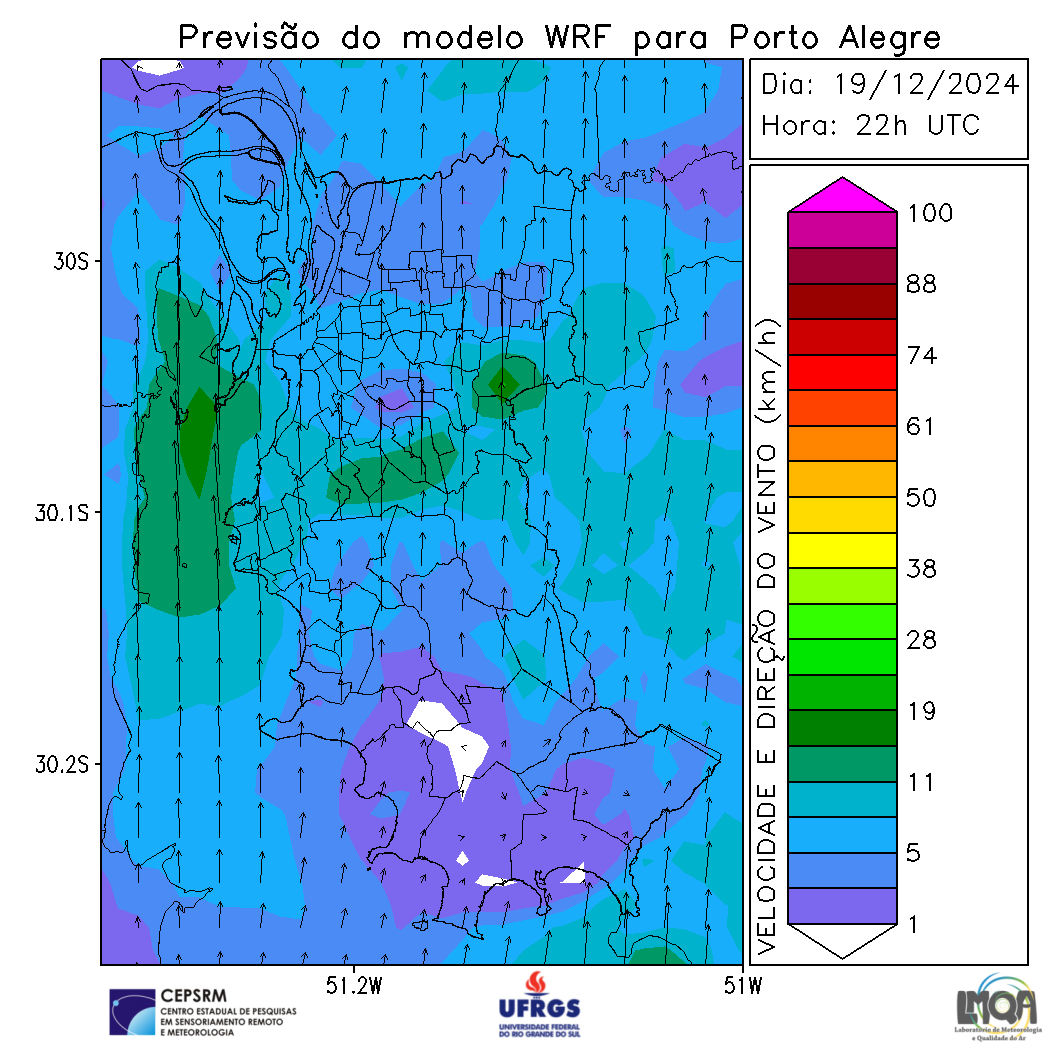 Previsão do modelo WRF para Porto Alegre
Dia: 19/12/2024
Hora: 22h UTC
30S
30.1S
30.2S
51.2W
51W
VELOCIDADE E DIREÇÃO DO VENTO (km/h)
100
88
74
61
50
38
28
19
11
5
1
CEPSRM
CENTRO ESTADUAL DE PESQUISAS
EM SENSORIAMENTO REMOTO
E METEOROLOGIA
UFRGS
UNIVERSIDADE FEDERAL
DO RIO GRANDE DO SUL
LMQA
Laboratório de Meteorologia
e Qualidade do Ar